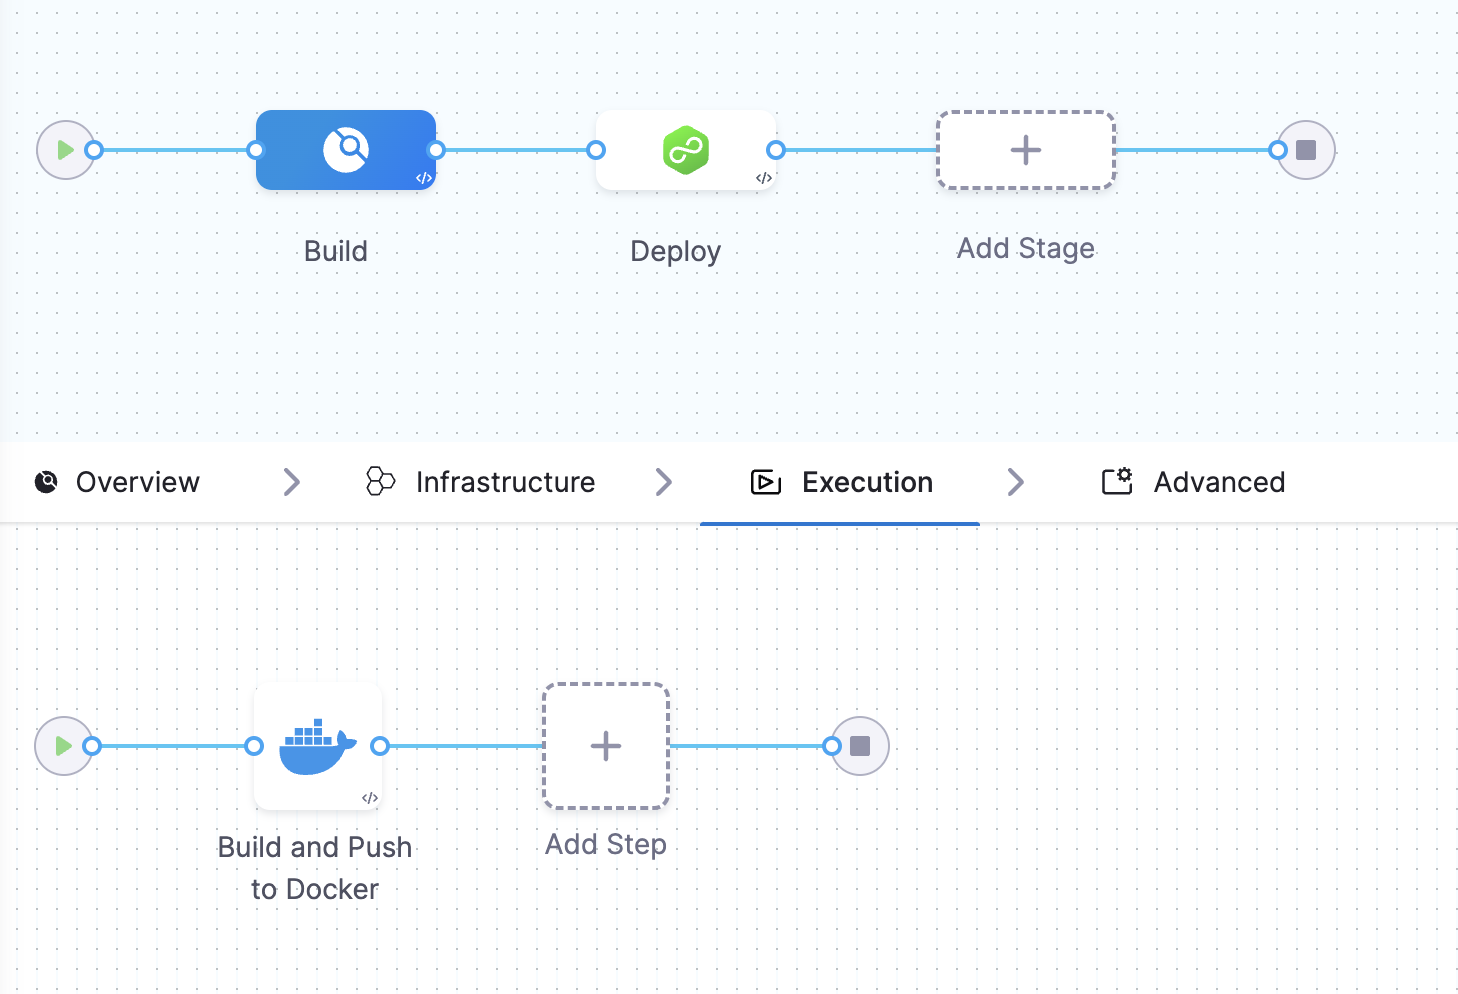 Build
Deploy
Add Stage
Overview
Infrastructure
Execution
Advanced
Build and Push
to Docker
Add Step